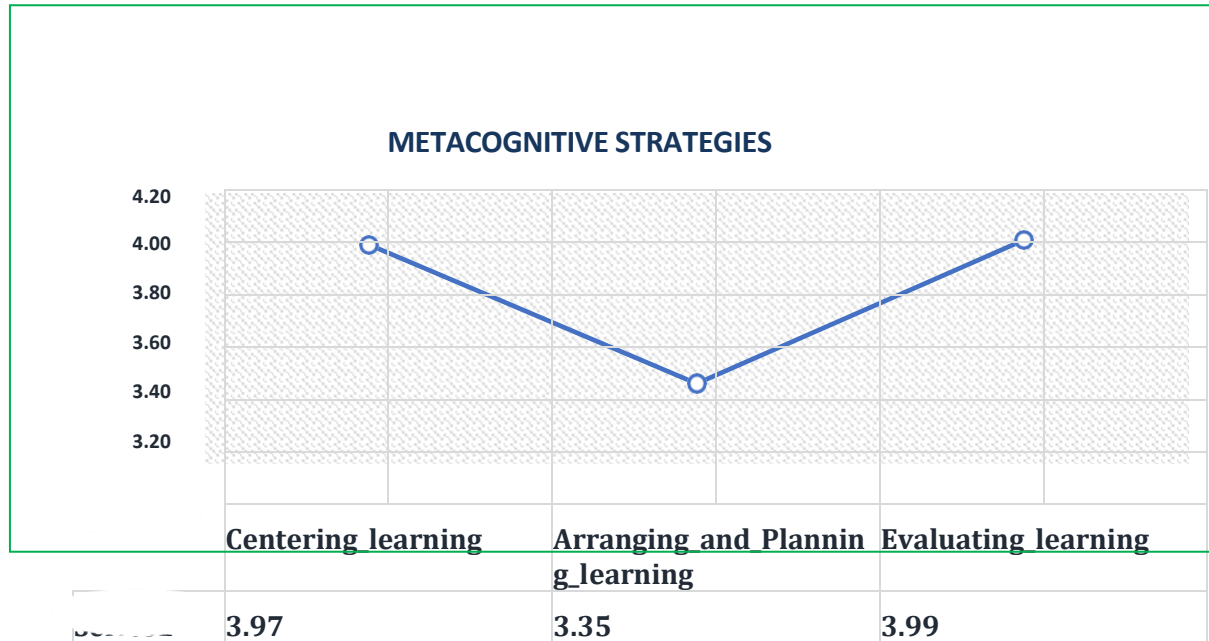 METACOGNITIVE STRATEGIES
4.20
4.00
3.80
3.60
3.40
3.20
Centering_learning Arranging_and_Plannin Evaluating_learning
g_learning
3.97 3.35 3.99